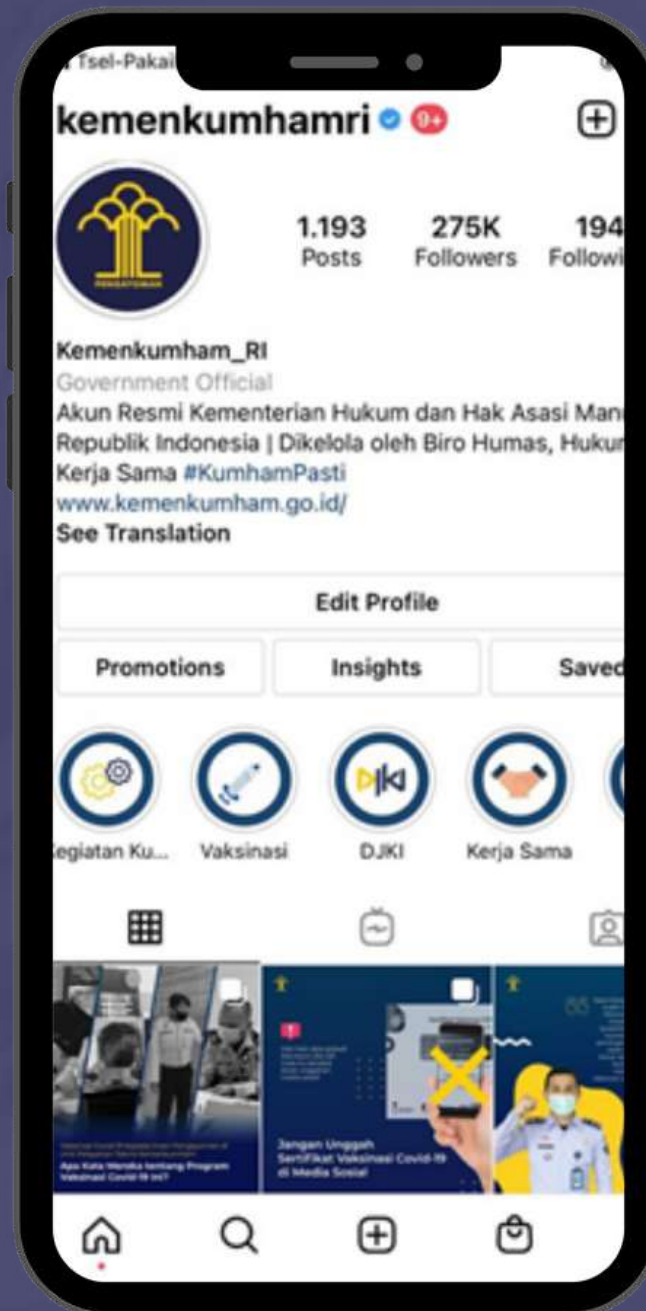 Tsel-Pakai
kemenkumhamri 9+
PENGAYOMAN
1.193 275K 194
Posts Followers Followi
Kemenkumham_RI
Government Official
Akun Resmi Kementerian Hukum dan Hak Asasi Manu
Republik Indonesia | Dikelola oleh Biro Humas, Hukum
Kerja Sama #KumhamPasti
www.kemenkumham.go.id/
See Translation
Edit Profile
Promotions Insights Saved
Kegiatan Ku... Vaksinasi DJKI Kerja Sama
Apa Kata Mereka tentang Program
Vaksinasi Covid-19 ini?
Jangan Unggah
Sertifikat Vaksinasi Covid-19
di Media Sosial